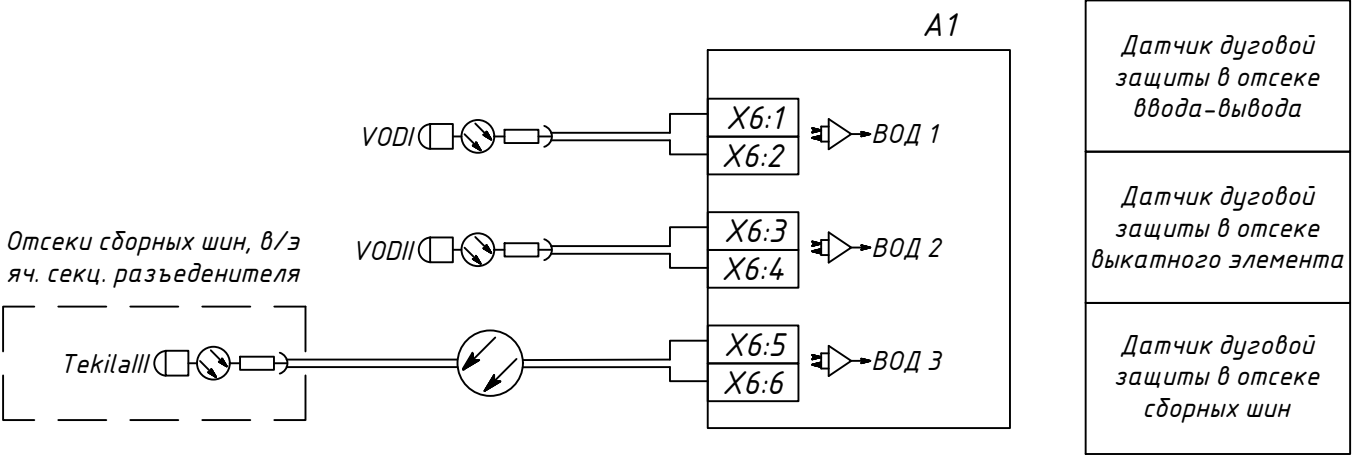 A1
Датчик дуговой
защиты в отсеке
ввода-вывода
VODI
X6:1
X6:2
ВОД 1
Датчик дуговой
защиты в отсеке
выкатного элемента
VODII
X6:3
X6:4
ВОД 2
Отсеки сборных шин, в/э
яч. секц. разъеденителя
TekilaIII
X6:5
X6:6
ВОД 3
Датчик дуговой
защиты в отсеке
сборных шин